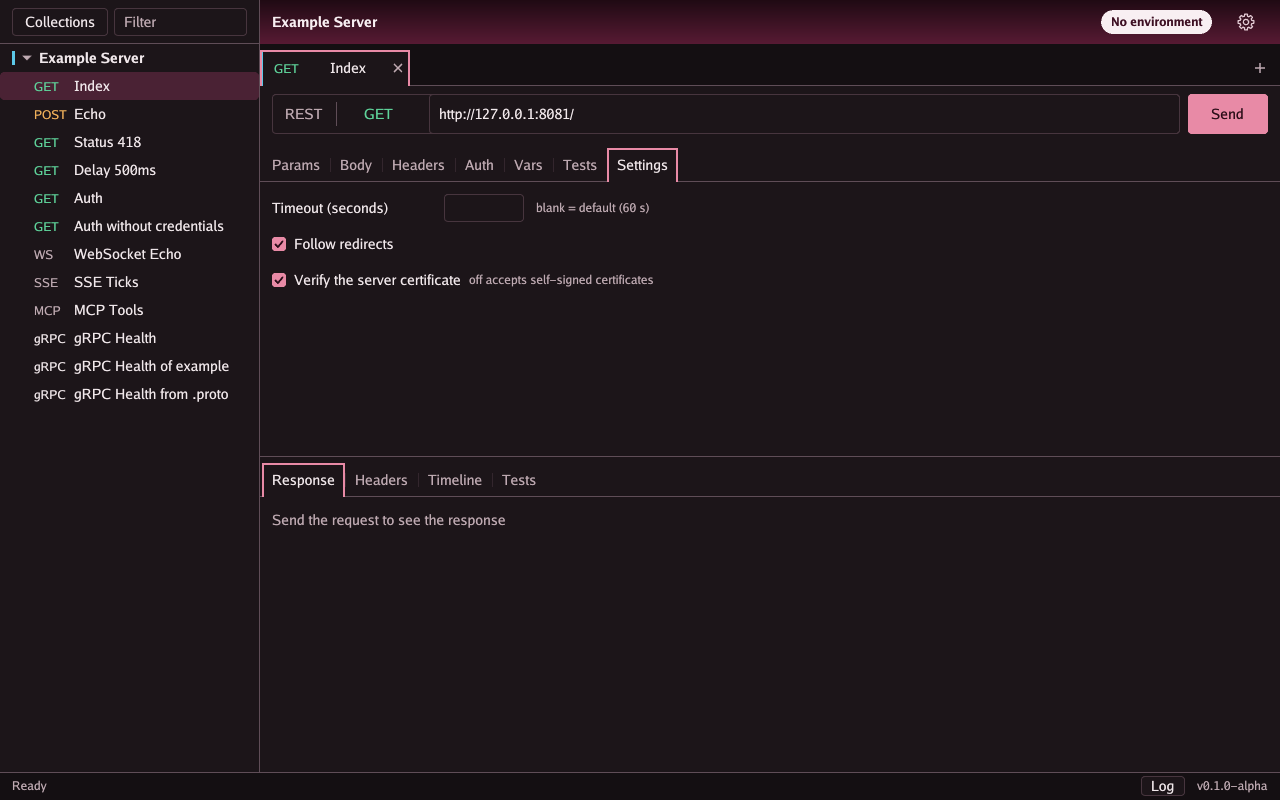 Collections
Filter
Example Server
No environment
Example Server
GET Index
POST Echo
GET Status 418
GET Delay 500ms
GET Auth
GET Auth without credentials
WS WebSocket Echo
SSE SSE Ticks
MCP MCP Tools
gRPC gRPC Health
gRPC gRPC Health of example
gRPC gRPC Health from .proto
GET Index
REST GET http://127.0.0.1:8081/ Send
Params Body Headers Auth Vars Tests Settings
Timeout (seconds) blank = default (60 s)
Follow redirects
Verify the server certificate off accepts self-signed certificates
Response Headers Timeline Tests
Send the request to see the response
Ready
Log v0.1.0-alpha